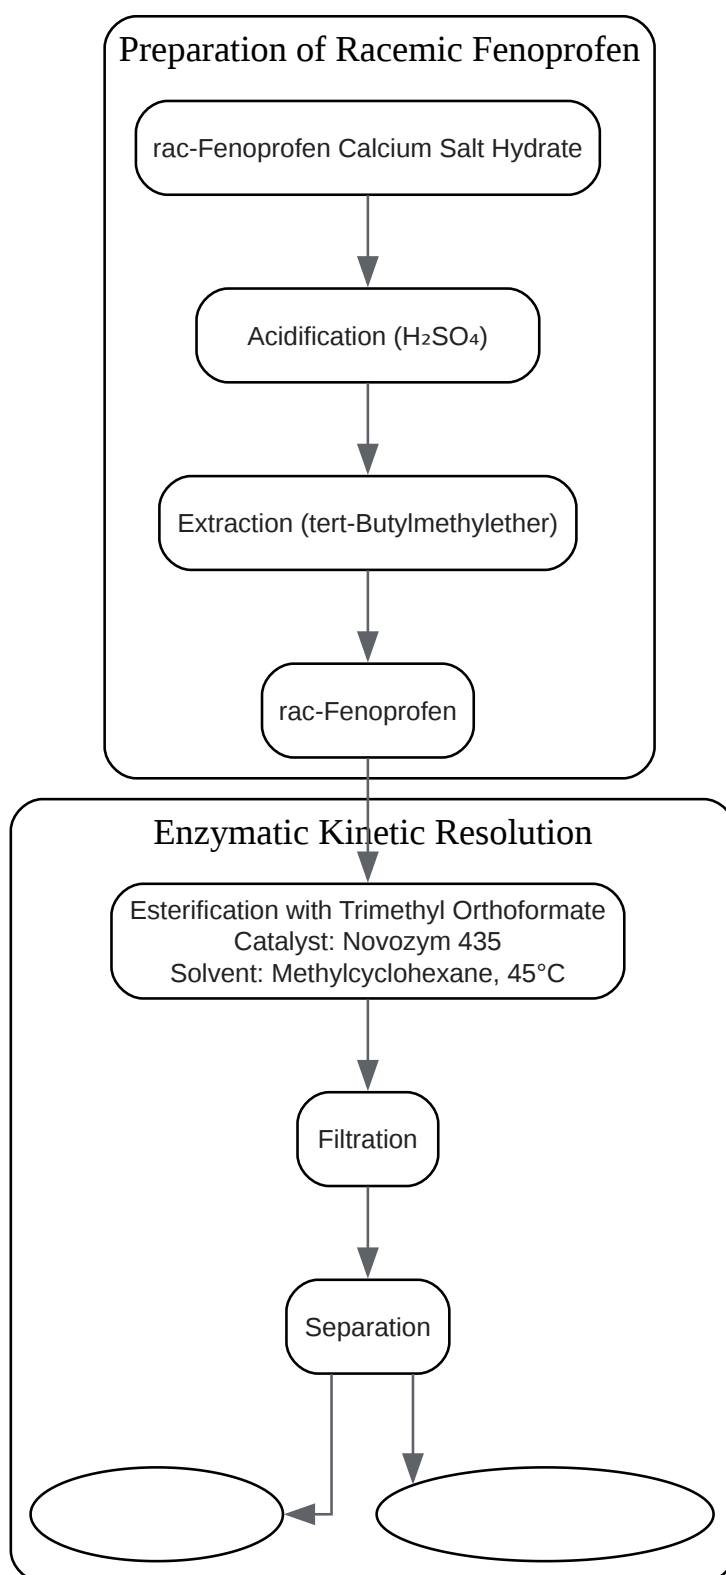 Preparation of Racemic Fenoprofen
rac-Fenoprofen Calcium Salt Hydrate
Acidification (H₂SO₄)
Extraction (tert-Butylmethylether)
rac-Fenoprofen
Enzymatic Kinetic Resolution
Esterification with Trimethyl Orthoformate
Catalyst: Novozym 435
Solvent: Methylcyclohexane, 45°C
Filtration
Separation